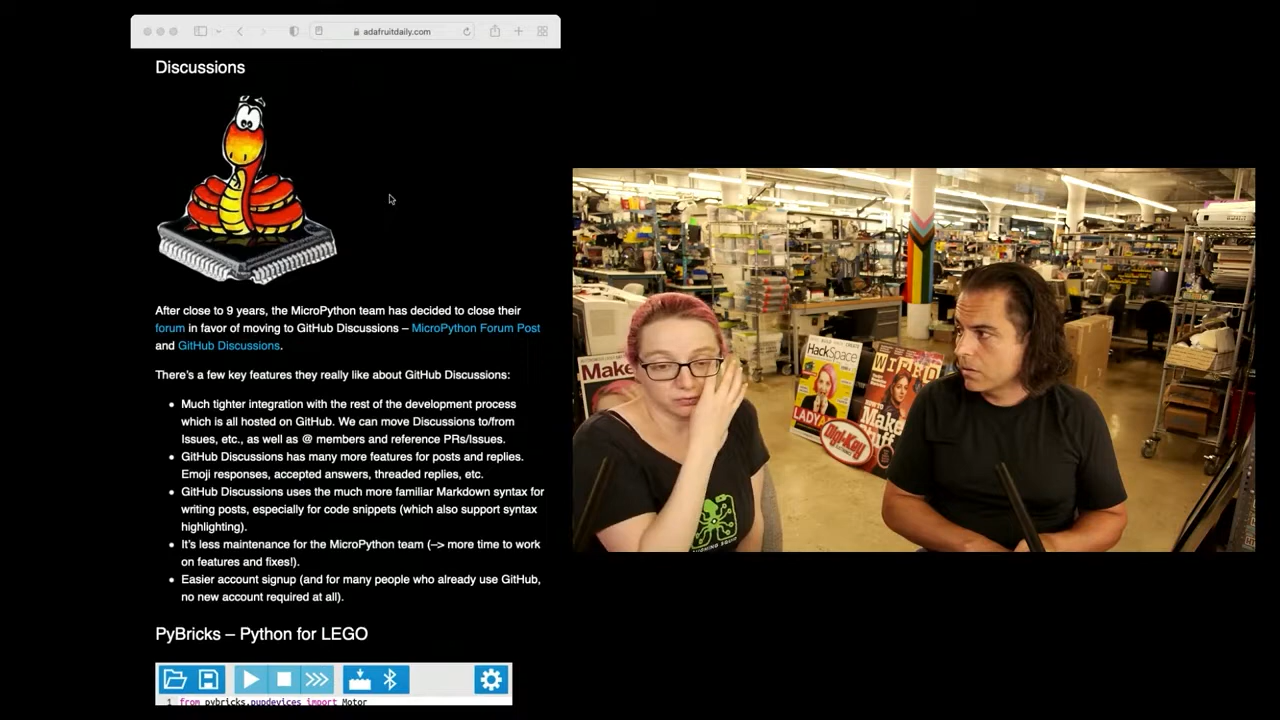 adafruitdaily.com
Discussions
After close to 9 years, the MicroPython team has decided to close their
forum in favor of moving to GitHub Discussions – MicroPython Forum Post
and GitHub Discussions.
There's a few key features they really like about GitHub Discussions:
• Much tighter integration with the rest of the development process
which is all hosted on GitHub. We can move Discussions to/from
Issues, etc., as well as @ members and reference PRs/Issues.
• GitHub Discussions has many more features for posts and replies.
Emoji responses, accepted answers, threaded replies, etc.
• GitHub Discussions uses the much more familiar Markdown syntax for
writing posts, especially for code snippets (which also support syntax
highlighting).
• It's less maintenance for the MicroPython team (–> more time to work
on features and fixes!).
• Easier account signup (and for many people who already use GitHub,
no new account required at all).
PyBricks – Python for LEGO
1 from pybricks.pupdevices import Motor
Make:
HackSpace
LADYA
WIRED
Digi-Key
ELECTRONICS